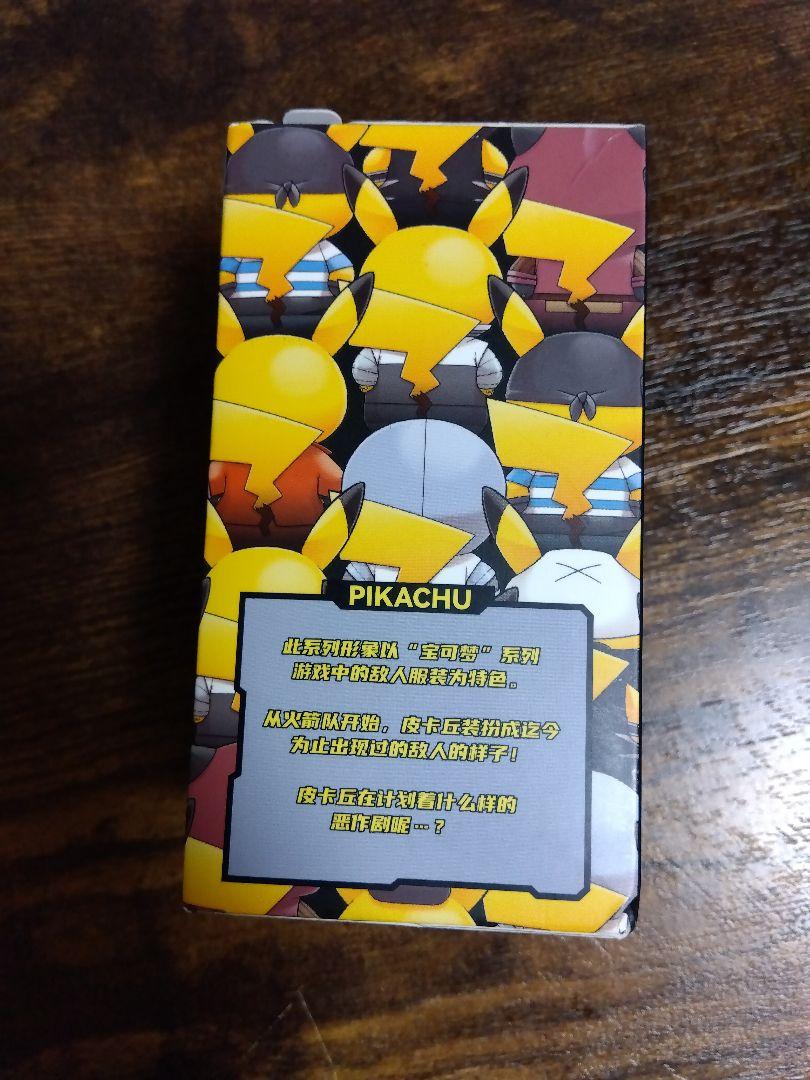 PIKACHU
此系列形象以“宝可梦”系列
游戏中的敌人服装为特色。
从火箭队开始，皮卡丘装扮成迄今
为止出现过的敌人的样子！
皮卡丘在计划着什么样的
恶作剧呢…？